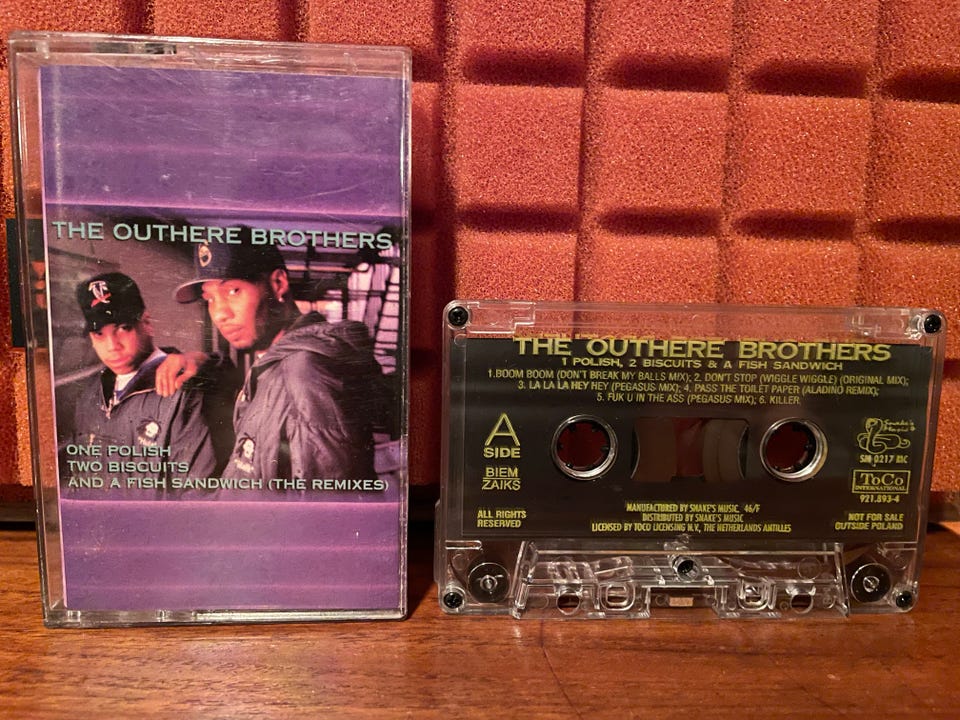 THE OUTHERE BROTHERS
ONE POLISH
TWO BISCUITS
AND A FISH SANDWICH (THE REMIXES)
THE OUTHERE BROTHERS
1 POLISH, 2 BISCUITS & A FISH SANDWICH
1.BOOM BOOM (DON'T BREAK MY BALLS MIX); 2. DON'T STOP (WIGGLE WIGGLE) (ORIGINAL MIX);
3. LA LA LA HEY HEY (PEGASUS MIX); 4. PASS THE TOILET PAPER (ALADINO REMIX);
5. FUK U IN THE ASS (PEGASUS MIX); 6. KILLER
A
SIDE
BIEM
ZAIKS
ALL RIGHTS
RESERVED
MANUFACTURED BY SNAKE'S MUSIC, 46/F
DISTRIBUTED BY SNAKE'S MUSIC
LICENSED BY TOCO LICENSING N.V., THE NETHERLANDS ANTILLES
Snake's
Music
SM 0217 MC
ToCo
INTERNATIONAL
921.893-4
NOT FOR SALE
OUTSIDE POLAND